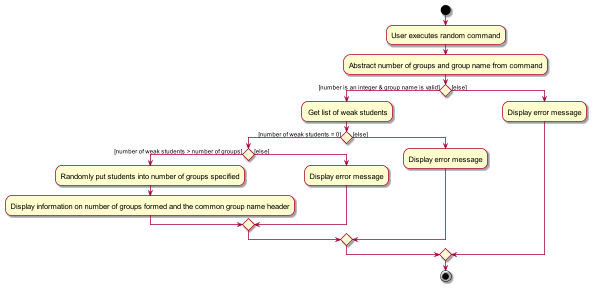 User executes random command
Abstract number of groups and group name from command
[number is an integer & group name is valid] [else]
Get list of weak students
Display error message
[number of weak students = 0] [else]
Display error message
[number of weak students > number of groups] [else]
Randomly put students into number of groups specified
Display error message
Display information on number of groups formed and the common group name header